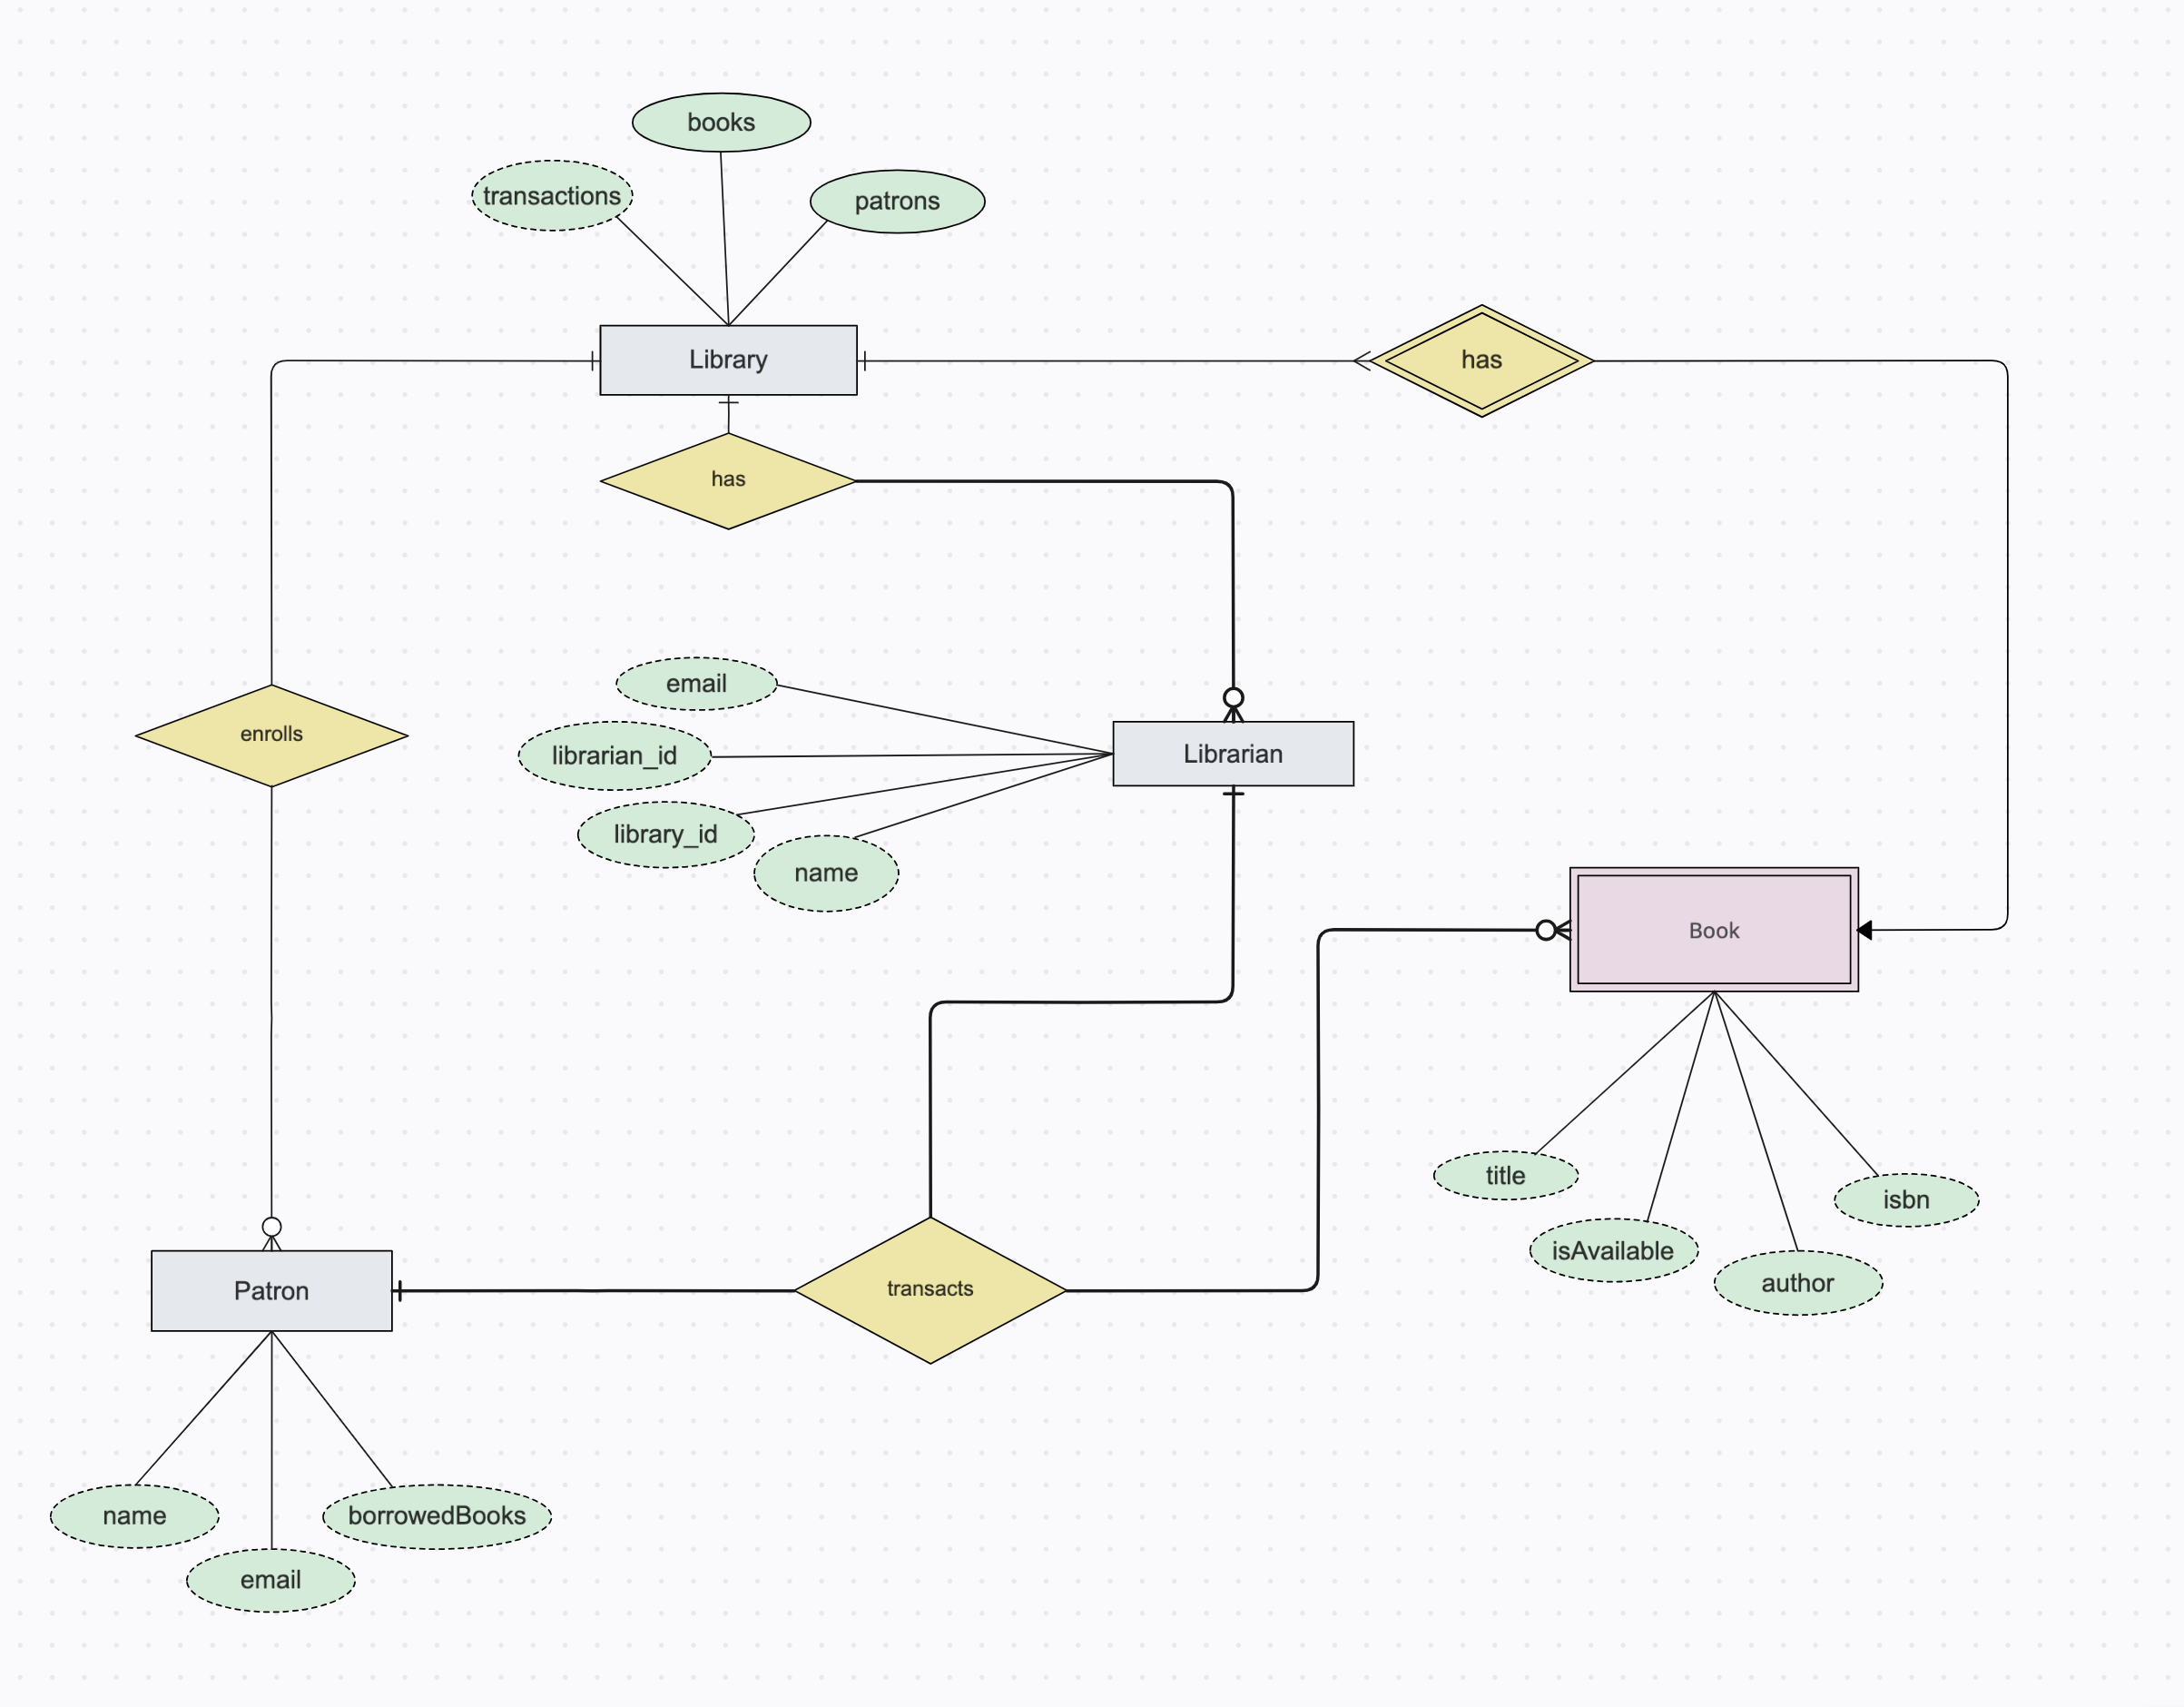 books
transactions
patrons
Library
has
has
enrolls
email
librarian_id
Librarian
library_id
name
Book
title
isbn
isAvailable
author
Patron
transacts
name
borrowedBooks
email